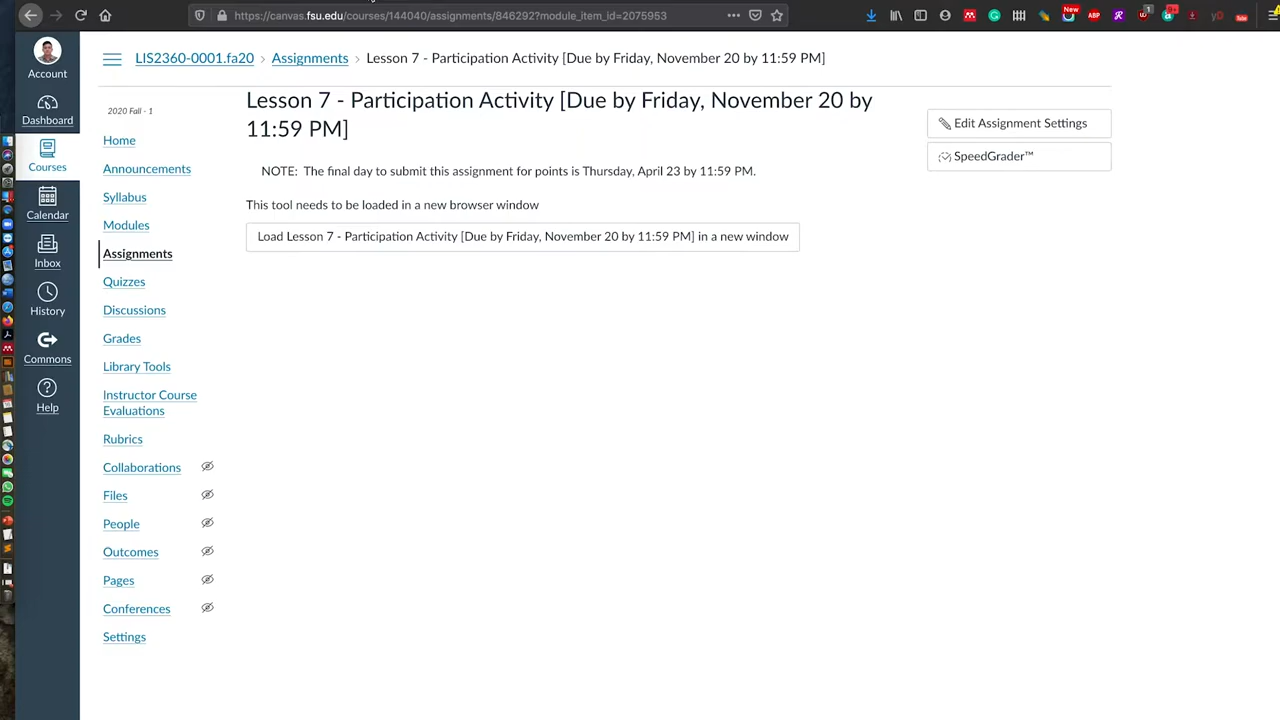 https://canvas.fsu.edu/courses/144040/assignments/846292?module_item_id=2075953
New
ABP
1
9+
Account
Dashboard
Courses
Calendar
Inbox
History
Commons
Help
LIS2360-0001.fa20 > Assignments > Lesson 7 - Participation Activity [Due by Friday, November 20 by 11:59 PM]
2020 Fall - 1
Home
Announcements
Syllabus
Modules
Assignments
Quizzes
Discussions
Grades
Library Tools
Instructor Course
Evaluations
Rubrics
Collaborations
Files
People
Outcomes
Pages
Conferences
Settings
Lesson 7 - Participation Activity [Due by Friday, November 20 by
11:59 PM]
NOTE: The final day to submit this assignment for points is Thursday, April 23 by 11:59 PM.
This tool needs to be loaded in a new browser window
Load Lesson 7 - Participation Activity [Due by Friday, November 20 by 11:59 PM] in a new window
Edit Assignment Settings
SpeedGrader™